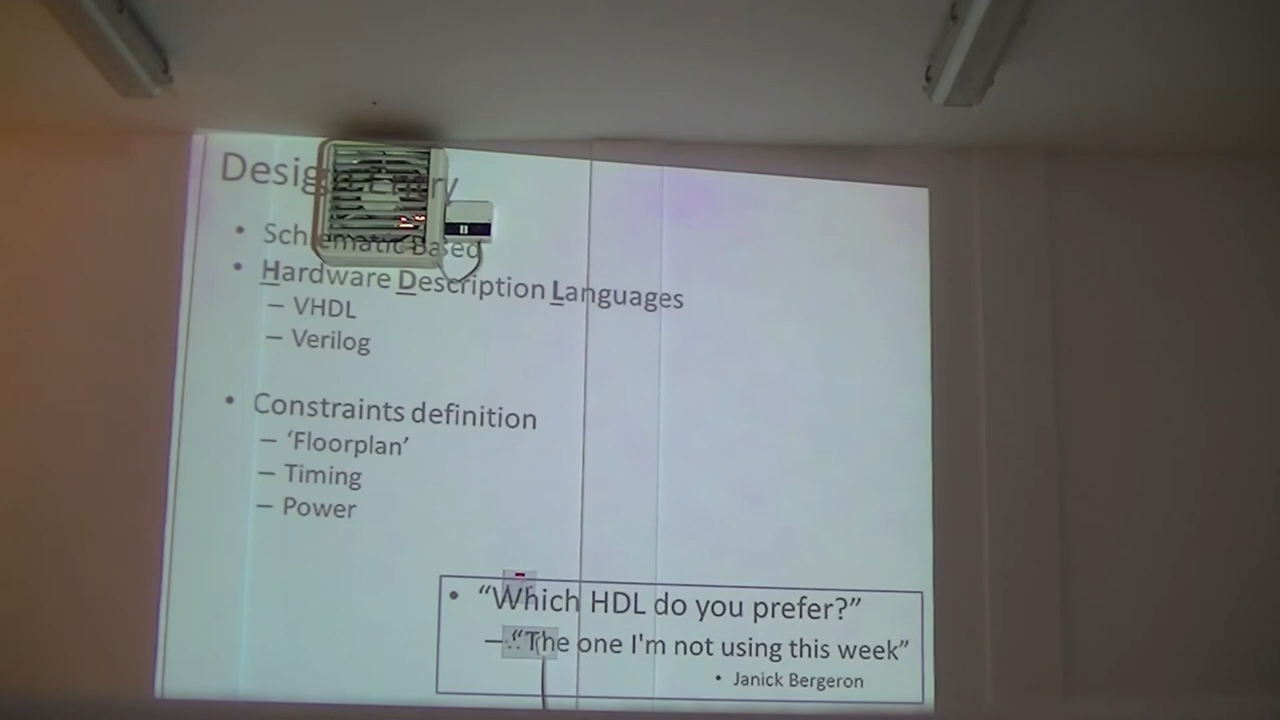 Design Entry
• Schematic Based
• Hardware Description Languages
– VHDL
– Verilog
• Constraints definition
– ‘Floorplan’
– Timing
– Power
• “Which HDL do you prefer?”
– “The one I'm not using this week”
• Janick Bergeron